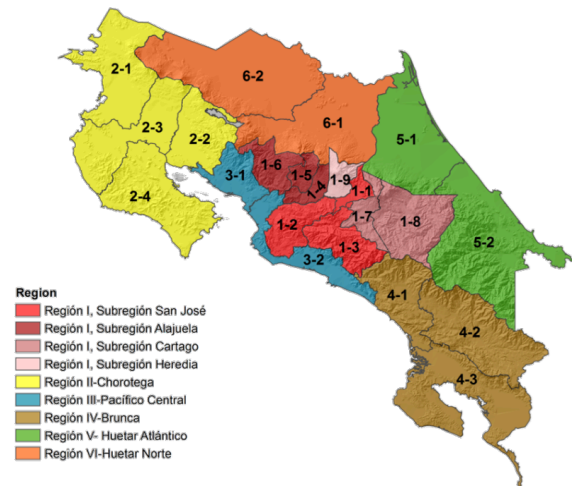 2-1
6-2
2-3
2-2
6-1
5-1
2-4
3-1
1-6
1-5
1-4
1-9
1-1
1-2
1-7
1-8
1-3
3-2
5-2
4-1
4-2
4-3
Region
Región I, Subregión San José
Región I, Subregión Alajuela
Región I, Subregión Cartago
Región I, Subregión Heredia
Región II-Chorotega
Región III-Pacífico Central
Región IV-Brunca
Región V- Huetar Atlántico
Región VI-Huetar Norte